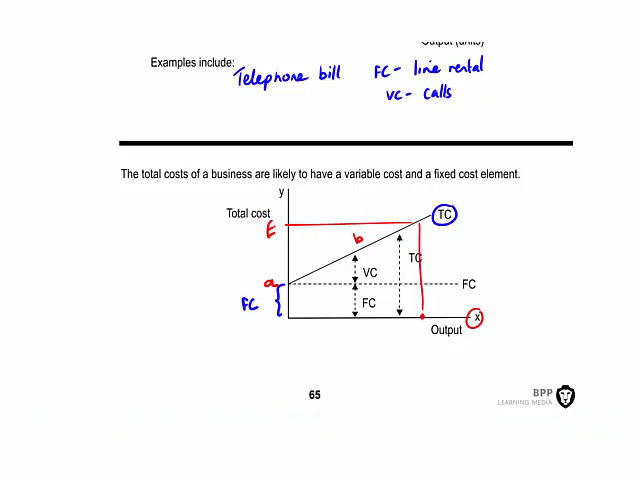 Output (units)
Examples include: Telephone bill FC - line rental
VC - calls
The total costs of a business are likely to have a variable cost and a fixed cost element.
y
Total cost
TC
£
b
TC
VC
a
FC
FC
FC
x
Output
65
BPP
LEARNING MEDIA